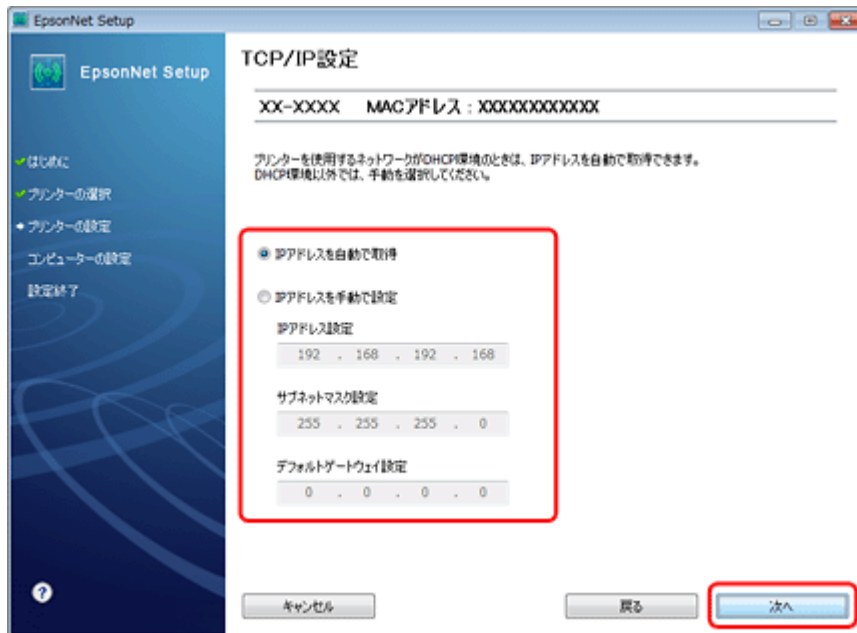 EpsonNet Setup
EpsonNet Setup
はじめに
プリンターの選択
プリンターの設定
コンピューターの設定
設定終了
TCP/IP設定
XX-XXXX MACアドレス : XXXXXXXXXXXX
プリンターを使用するネットワークがDHCP環境のときは、IPアドレスを自動で取得できます。
DHCP環境以外では、手動を選択してください。
IPアドレスを自動で取得
IPアドレスを手動で設定
IPアドレス設定
192 . 168 . 192 . 168
サブネットマスク設定
255 . 255 . 255 . 0
デフォルトゲートウェイ設定
0 . 0 . 0 . 0
?
キャンセル
戻る
次へ